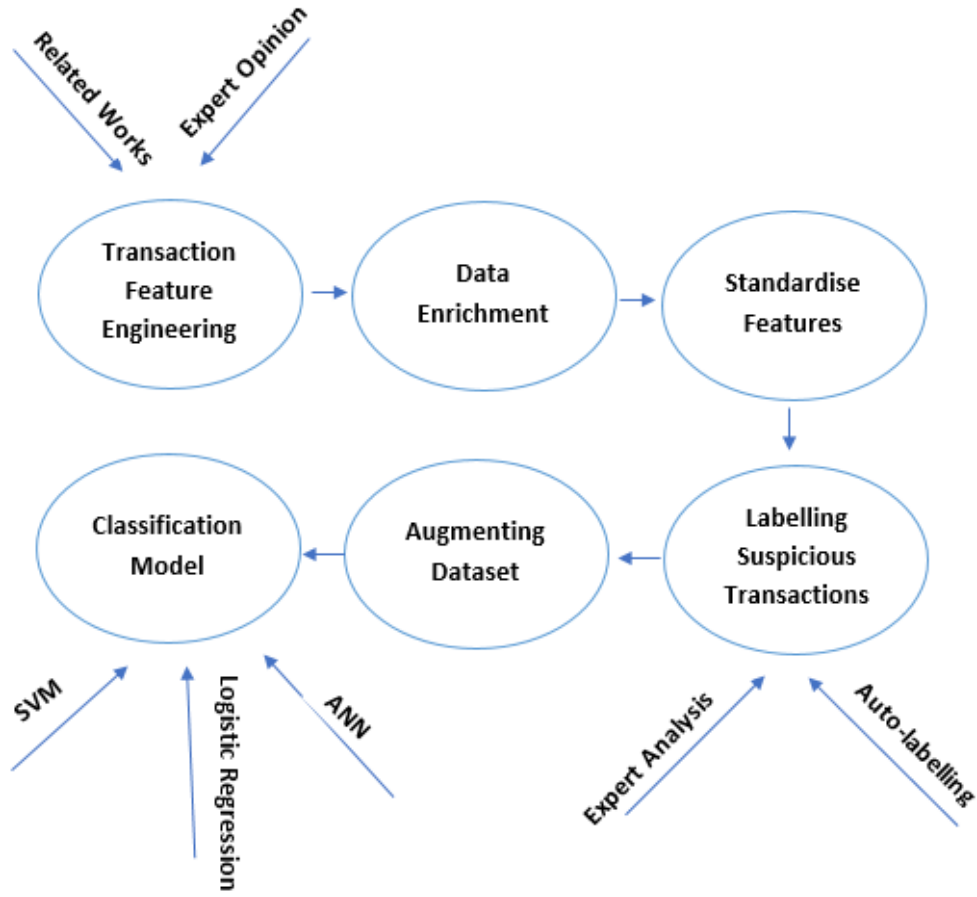 Related Works
Expert Opinion
Transaction
Feature
Engineering
Data
Enrichment
Standardise
Features
Classification
Model
Augmenting
Dataset
Labelling
Suspicious
Transactions
SVM
Logistic Regression
ANN
Expert Analysis
Auto-labelling